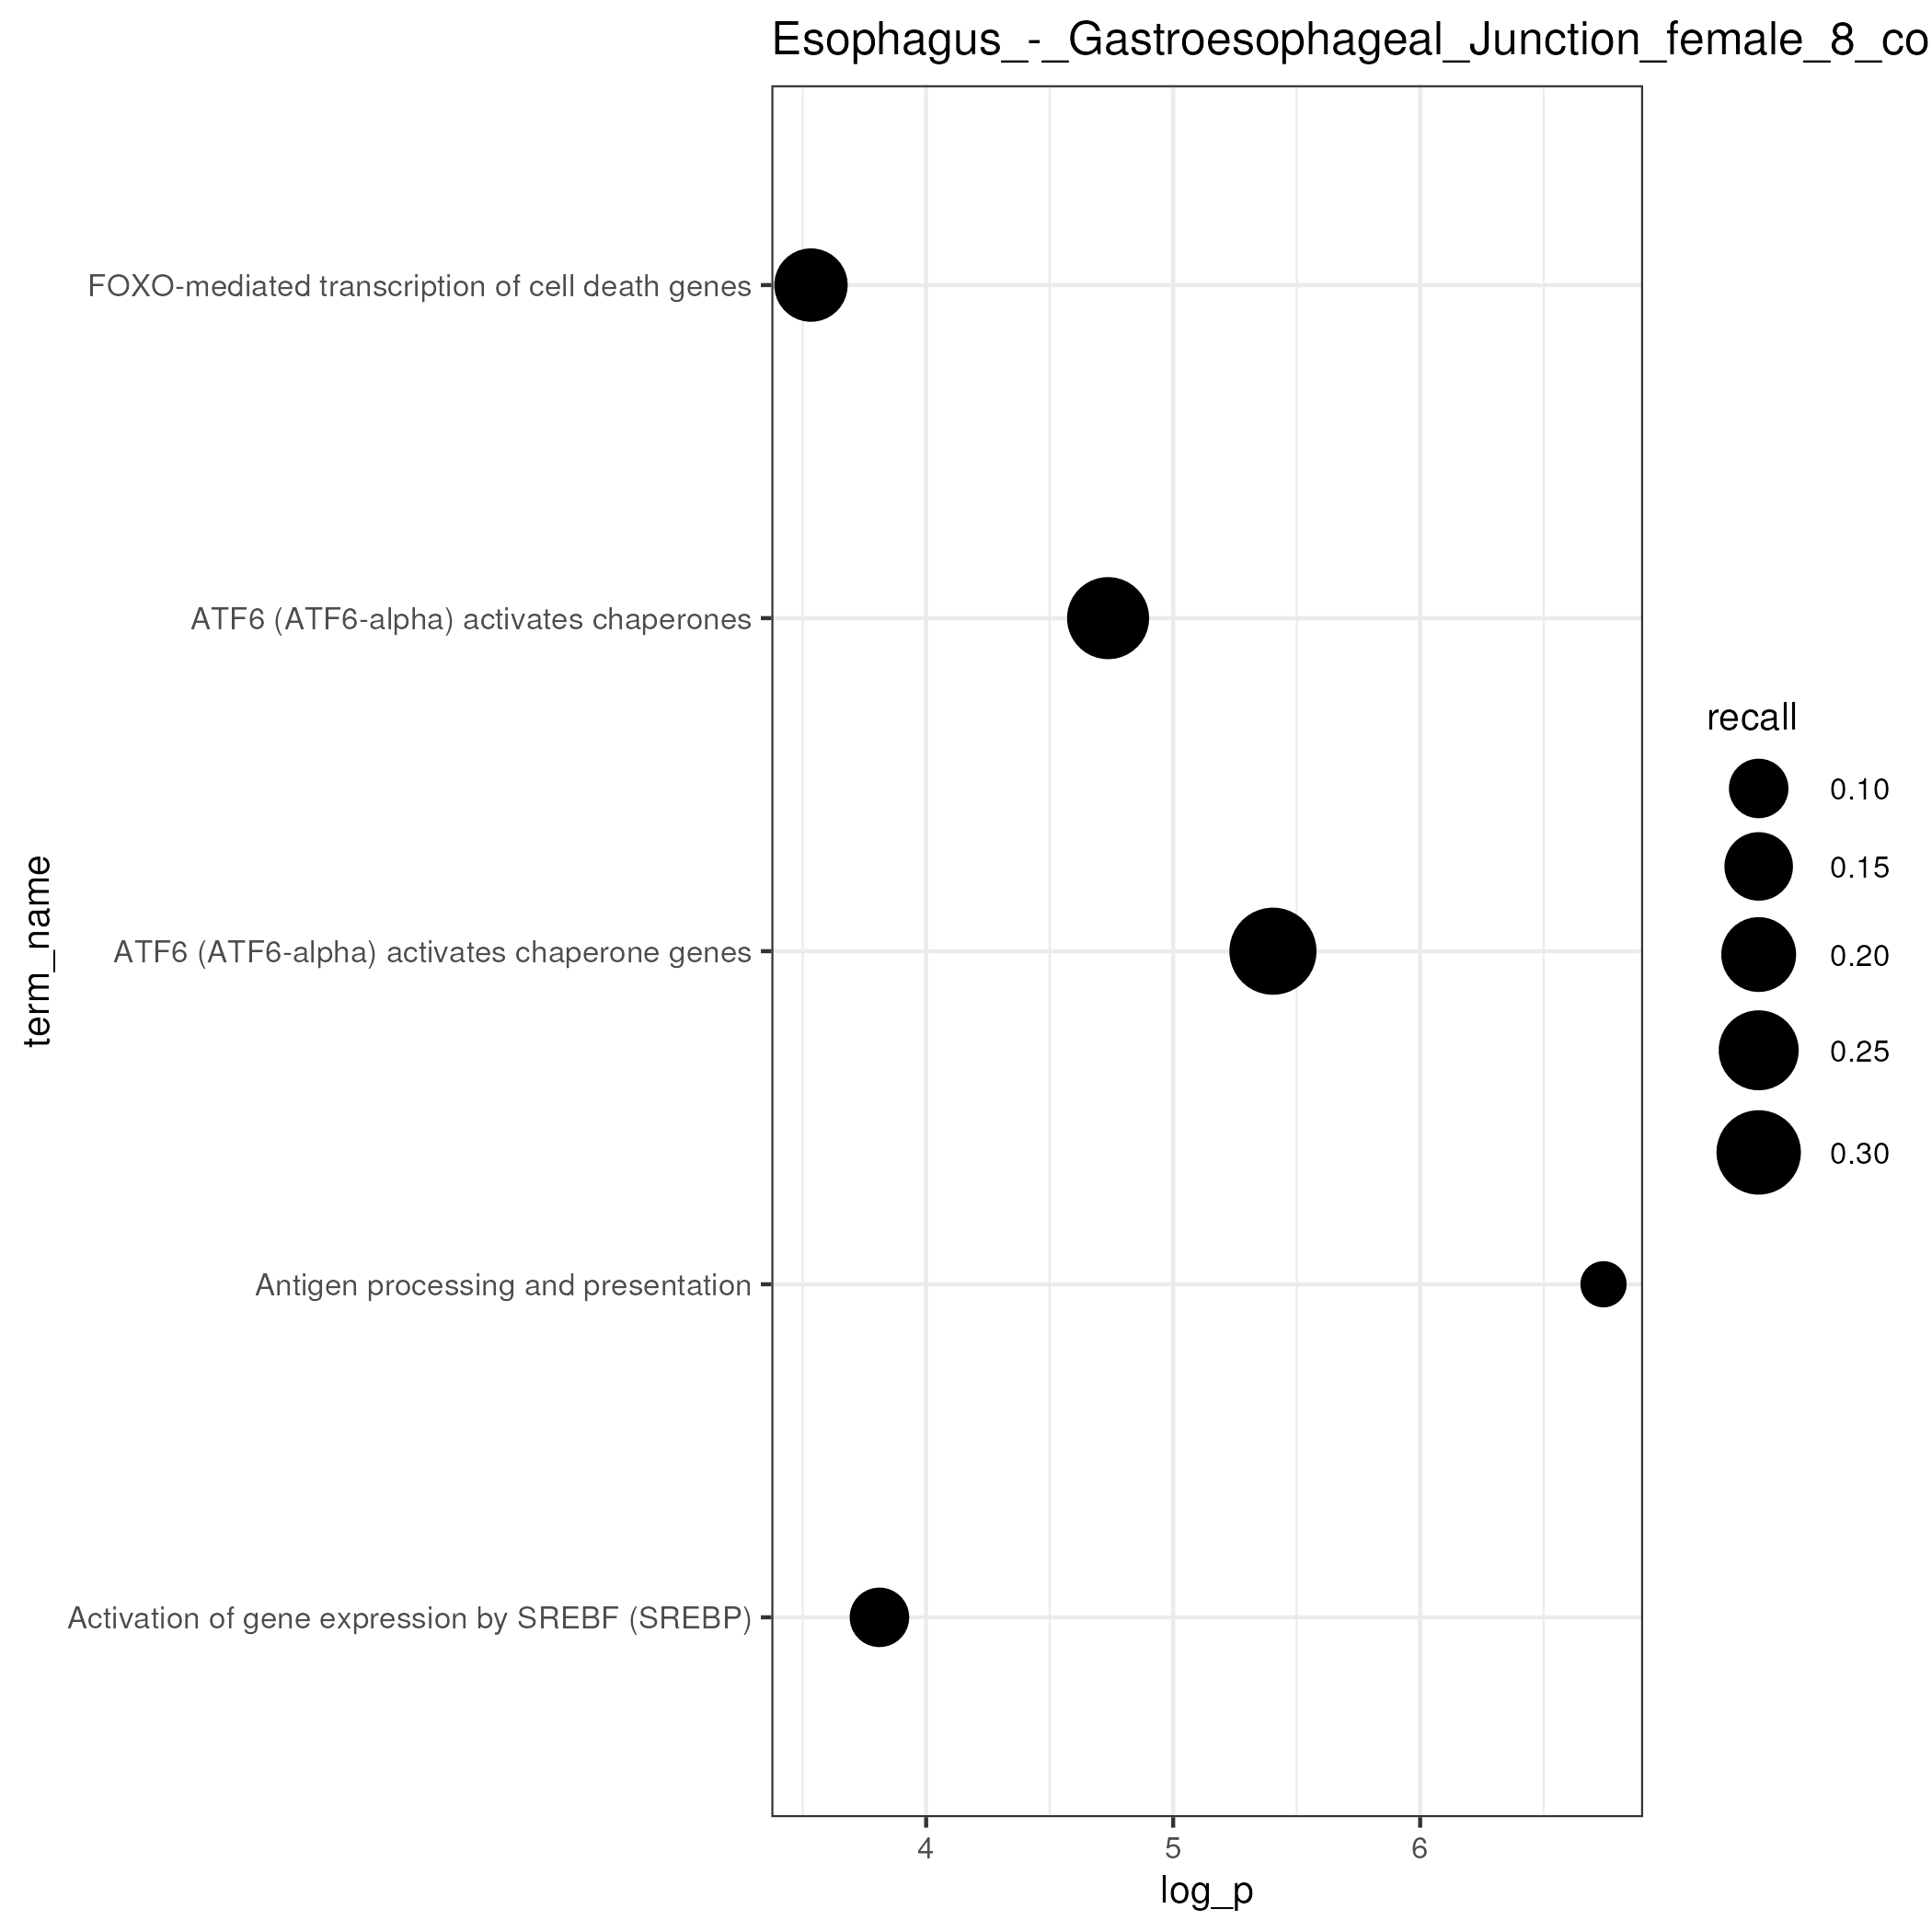 Esophagus_-_Gastroesophageal_Junction_female_8_co
FOXO-mediated transcription of cell death genes
ATF6 (ATF6-alpha) activates chaperones
ATF6 (ATF6-alpha) activates chaperone genes
Antigen processing and presentation
Activation of gene expression by SREBF (SREBP)
term_name
4 5 6
log_p
recall
0.10
0.15
0.20
0.25
0.30